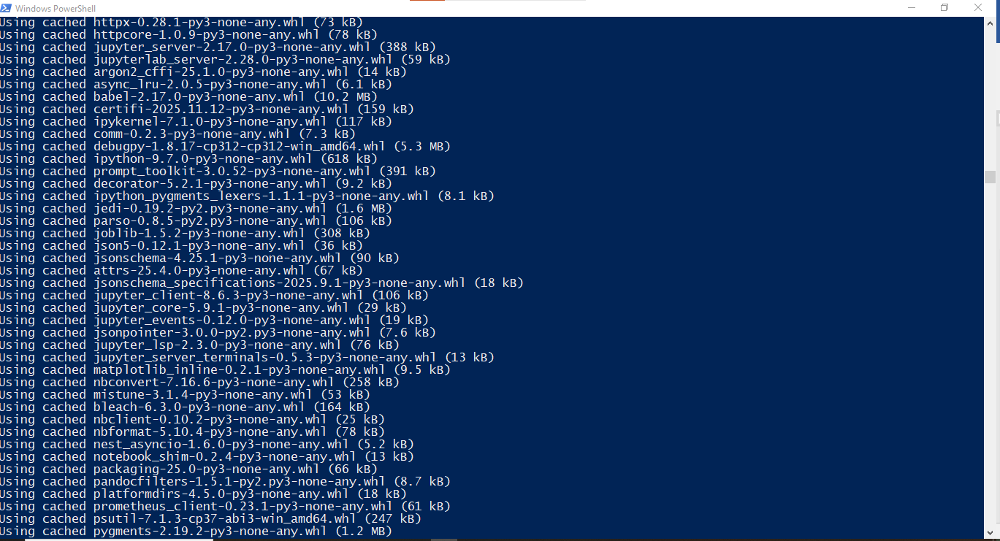 Windows PowerShell
Using cached httpx-0.28.1-py3-none-any.whl (73 kB)
Using cached httpcore-1.0.9-py3-none-any.whl (78 kB)
Using cached jupyter_server-2.17.0-py3-none-any.whl (388 kB)
Using cached jupyterlab_server-2.28.0-py3-none-any.whl (59 kB)
Using cached argon2_cffi-25.1.0-py3-none-any.whl (14 kB)
Using cached async_lru-2.0.5-py3-none-any.whl (6.1 kB)
Using cached babel-2.17.0-py3-none-any.whl (10.2 MB)
Using cached certifi-2025.11.12-py3-none-any.whl (159 kB)
Using cached ipykernel-7.1.0-py3-none-any.whl (117 kB)
Using cached comm-0.2.3-py3-none-any.whl (7.3 kB)
Using cached debugpy-1.8.17-cp312-cp312-win_amd64.whl (5.3 MB)
Using cached ipython-9.7.0-py3-none-any.whl (618 kB)
Using cached prompt_toolkit-3.0.52-py3-none-any.whl (391 kB)
Using cached decorator-5.2.1-py3-none-any.whl (9.2 kB)
Using cached ipython_pygments_lexers-1.1.1-py3-none-any.whl (8.1 kB)
Using cached jedi-0.19.2-py2.py3-none-any.whl (1.6 MB)
Using cached parso-0.8.5-py2.py3-none-any.whl (106 kB)
Using cached joblib-1.5.2-py3-none-any.whl (308 kB)
Using cached json5-0.12.1-py3-none-any.whl (36 kB)
Using cached jsonschema-4.25.1-py3-none-any.whl (90 kB)
Using cached attrs-25.4.0-py3-none-any.whl (67 kB)
Using cached jsonschema_specifications-2025.9.1-py3-none-any.whl (18 kB)
Using cached jupyter_client-8.6.3-py3-none-any.whl (106 kB)
Using cached jupyter_core-5.9.1-py3-none-any.whl (29 kB)
Using cached jupyter_events-0.12.0-py3-none-any.whl (19 kB)
Using cached jsonpointer-3.0.0-py2.py3-none-any.whl (7.6 kB)
Using cached jupyter_lsp-2.3.0-py3-none-any.whl (76 kB)
Using cached jupyter_server_terminals-0.5.3-py3-none-any.whl (13 kB)
Using cached matplotlib_inline-0.2.1-py3-none-any.whl (9.5 kB)
Using cached nbconvert-7.16.6-py3-none-any.whl (258 kB)
Using cached mistune-3.1.4-py3-none-any.whl (53 kB)
Using cached bleach-6.3.0-py3-none-any.whl (164 kB)
Using cached nbclient-0.10.2-py3-none-any.whl (25 kB)
Using cached nbformat-5.10.4-py3-none-any.whl (78 kB)
Using cached nest_asyncio-1.6.0-py3-none-any.whl (5.2 kB)
Using cached notebook_shim-0.2.4-py3-none-any.whl (13 kB)
Using cached packaging-25.0-py3-none-any.whl (66 kB)
Using cached pandocfilters-1.5.1-py2.py3-none-any.whl (8.7 kB)
Using cached platformdirs-4.5.0-py3-none-any.whl (18 kB)
Using cached prometheus_client-0.23.1-py3-none-any.whl (61 kB)
Using cached psutil-7.1.3-cp37-abi3-win_amd64.whl (247 kB)
Using cached pygments-2.19.2-py3-none-any.whl (1.2 MB)